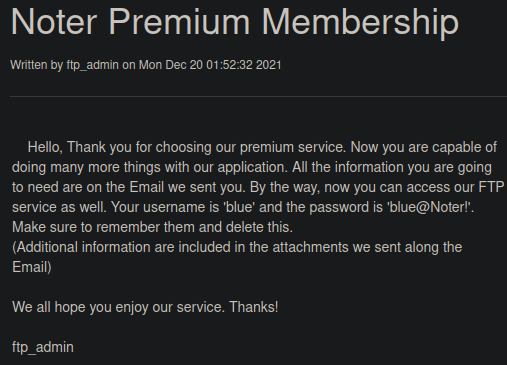 Noter Premium Membership
Written by ftp_admin on Mon Dec 20 01:52:32 2021
Hello, Thank you for choosing our premium service. Now you are capable of
doing many more things with our application. All the information you are going
to need are on the Email we sent you. By the way, now you can access our FTP
service as well. Your username is 'blue' and the password is 'blue@Noter!'.
Make sure to remember them and delete this.
(Additional information are included in the attachments we sent along the
Email)
We all hope you enjoy our service. Thanks!
ftp_admin